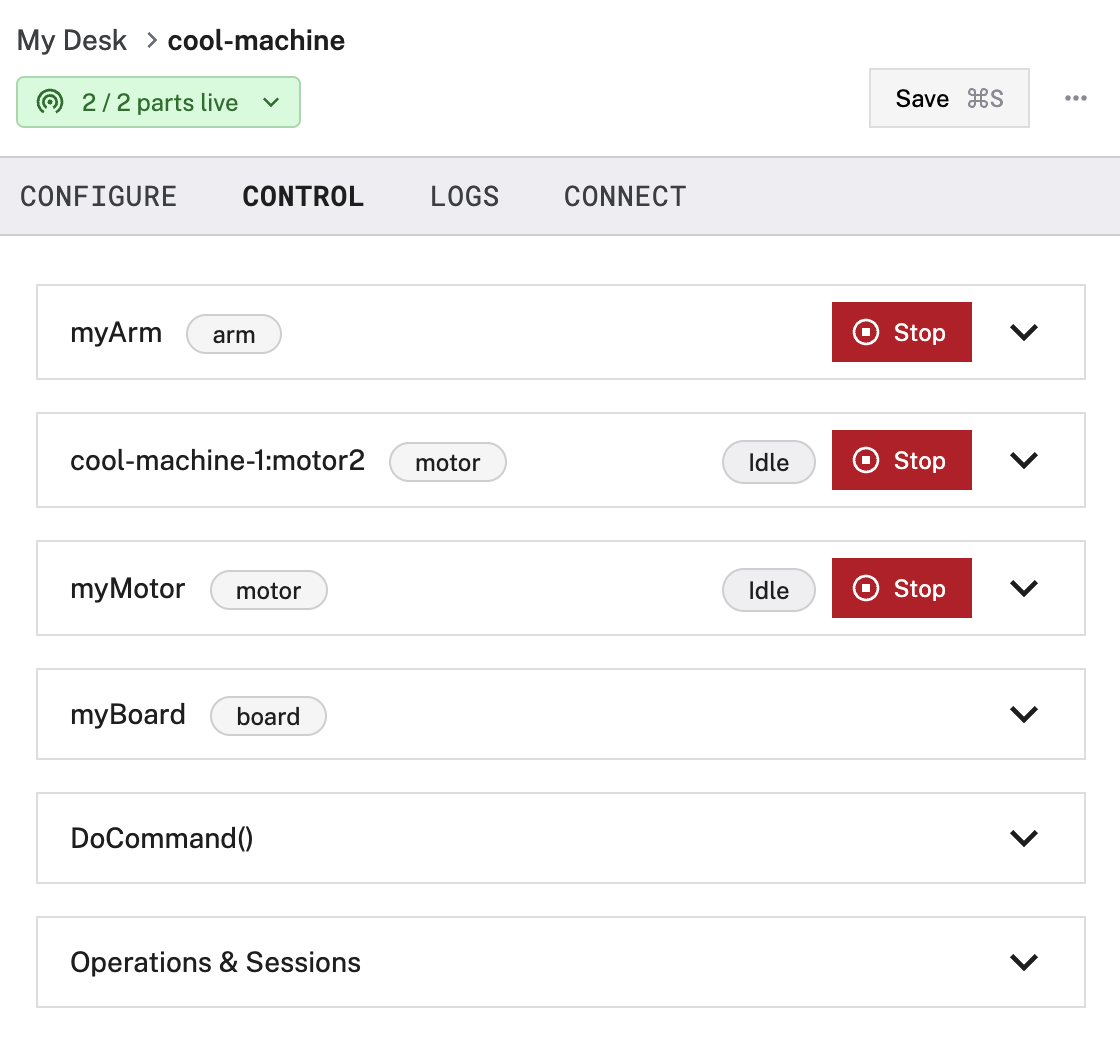 My Desk > cool-machine
2 / 2 parts live
Save ⌘S
CONFIGURE CONTROL LOGS CONNECT
myArm arm Stop
cool-machine-1:motor2 motor Idle Stop
myMotor motor Idle Stop
myBoard board
DoCommand()
Operations & Sessions